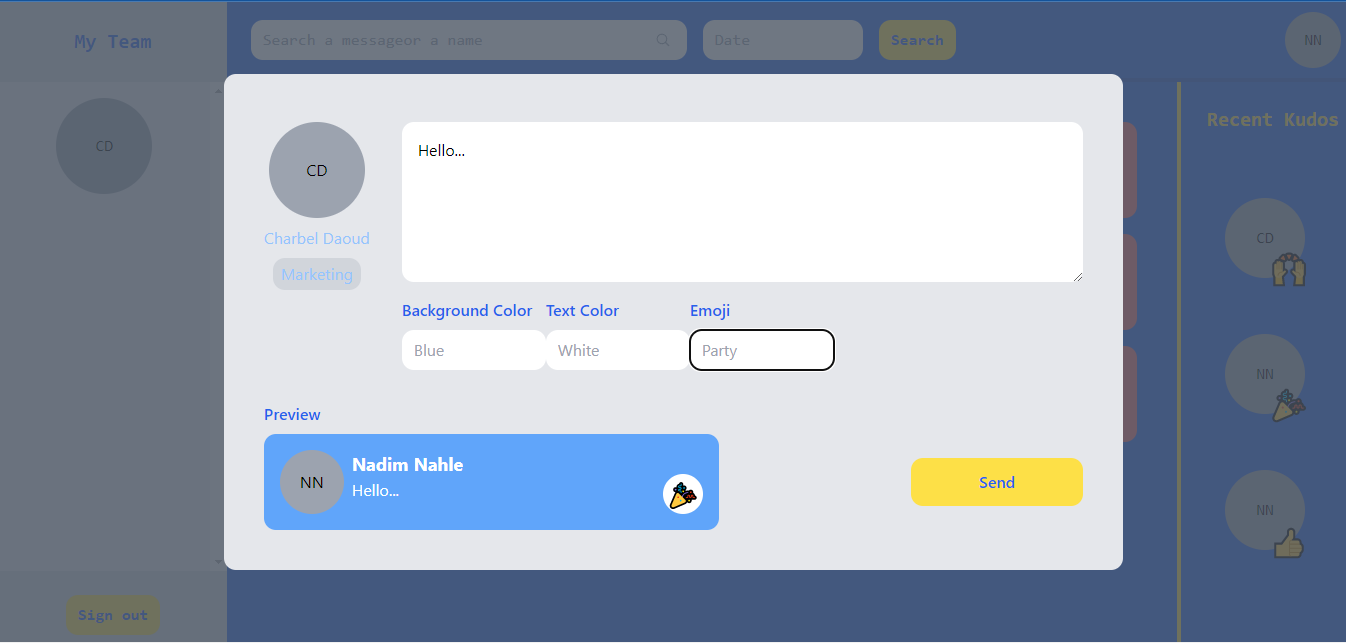 My Team
Search a messageor a name
Date
Search
NN
CD
Recent Kudos
CD
NN
NN
Sign out
CD
Charbel Daoud
Marketing
Hello...
Background Color
Text Color
Emoji
Blue
White
Party
Preview
NN
Nadim Nahle
Hello...
Send